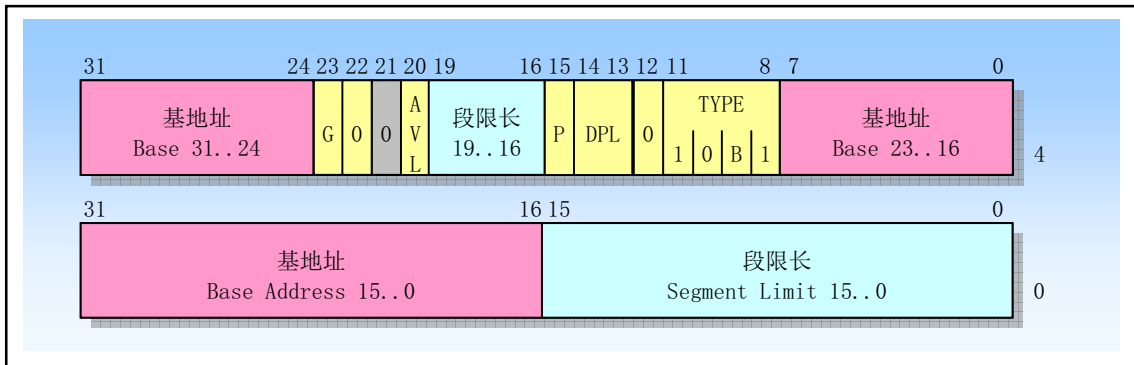 31 24 23 22 21 20 19 16 15 14 13 12 11 8 7 0
基地址 Base 31..24
G
0
0
AVL
段限长 19..16
P
DPL
0
TYPE
1 0 B 1
基地址 Base 23..16
4
31 16 15 0
基地址
Base Address 15..0
段限长
Segment Limit 15..0
0